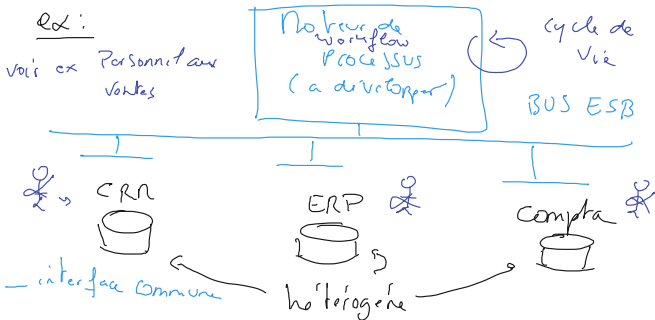 ex :
voir ex Personnel aux
ventes
Moteur de
workflow
Processus
(a développer)
cycle de
vie
BUS ESB
CRM
ERP
compta
interface commune
hétérogène